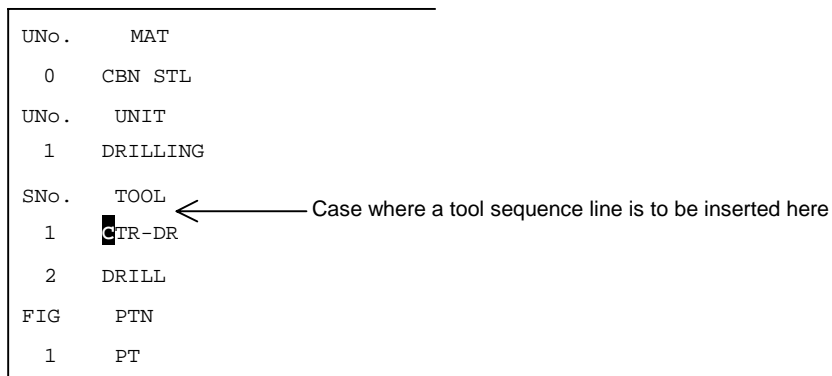 UNo. MAT
0 CBN STL
UNo. UNIT
1 DRILLING
SNo. TOOL
Case where a tool sequence line is to be inserted here
1 CTR-DR
2 DRILL
FIG PTN
1 PT